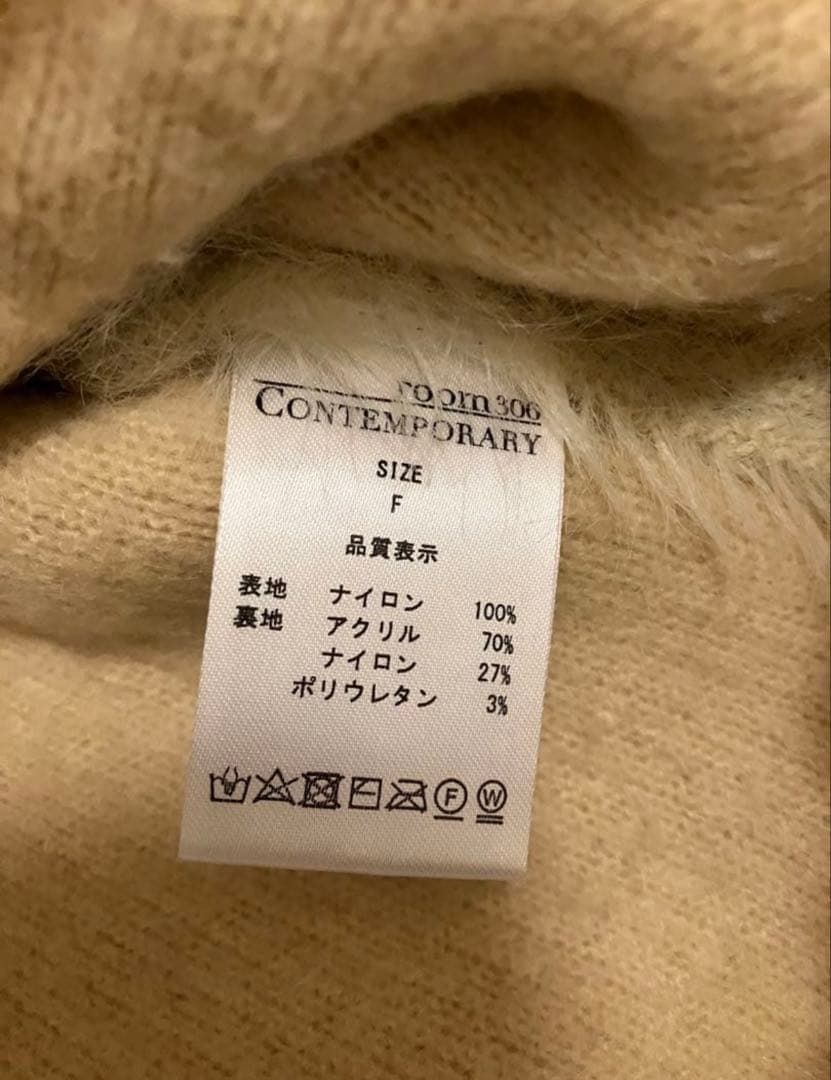 room306
CONTEMPORARY
SIZE
F
品質表示
表地 ナイロン 100%
裏地 アクリル 70%
ナイロン 27%
ポリウレタン 3%
F W